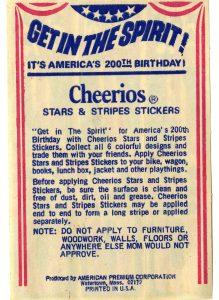 GET IN THE SPIRIT!
IT'S AMERICA'S 200TH BIRTHDAY!
Cheerios®
STARS & STRIPES STICKERS
"Get in The Spirit" for America's 200th
Birthday with Cheerios Stars and Stripes
Stickers. Collect all 6 colorful designs and
trade them with your friends. Apply Cheerios
Stars and Stripes Stickers to your bike, wagon,
books, lunch box, jacket and other playthings.
Before applying Cheerios Stars and Stripes
Stickers, be sure the surface is clean and
free of dust, dirt, oil and grease. Cheerios
Stars and Stripes Stickers may be applied
end to end to form a long stripe or applied
separately.
NOTE: DO NOT APPLY TO FURNITURE,
WOODWORK, WALLS, FLOORS OR
ANYWHERE ELSE MOM WOULD NOT
APPROVE.
Produced by AMERICAN PREMIUM CORPORATION
Watertown, Mass. 02172
PRINTED IN U.S.A.